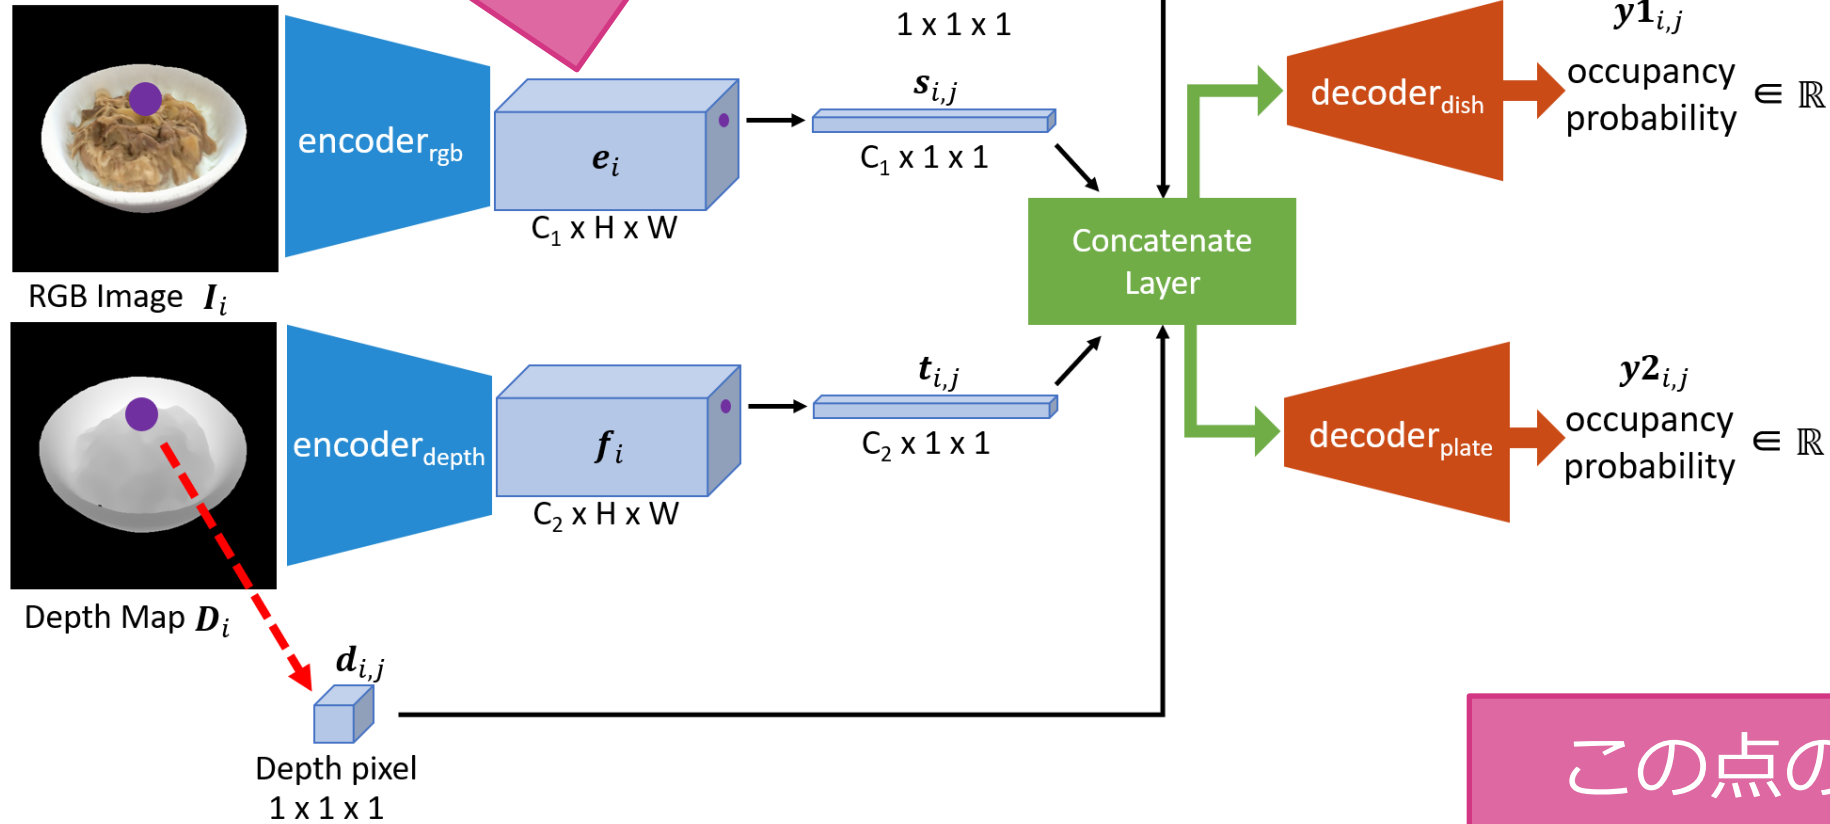 1 x 1 x 1
y1i,j
occupancy
probability
∈ ℝ
decoderdish
si,j
C1 x 1 x 1
encoderrgb
ei
C1 x H x W
Concatenate
Layer
RGB Image Ii
ti,j
C2 x 1 x 1
y2i,j
occupancy
probability
∈ ℝ
decoderplate
encoderdepth
fi
C2 x H x W
Depth Map Di
di,j
Depth pixel
1 x 1 x 1
この点の